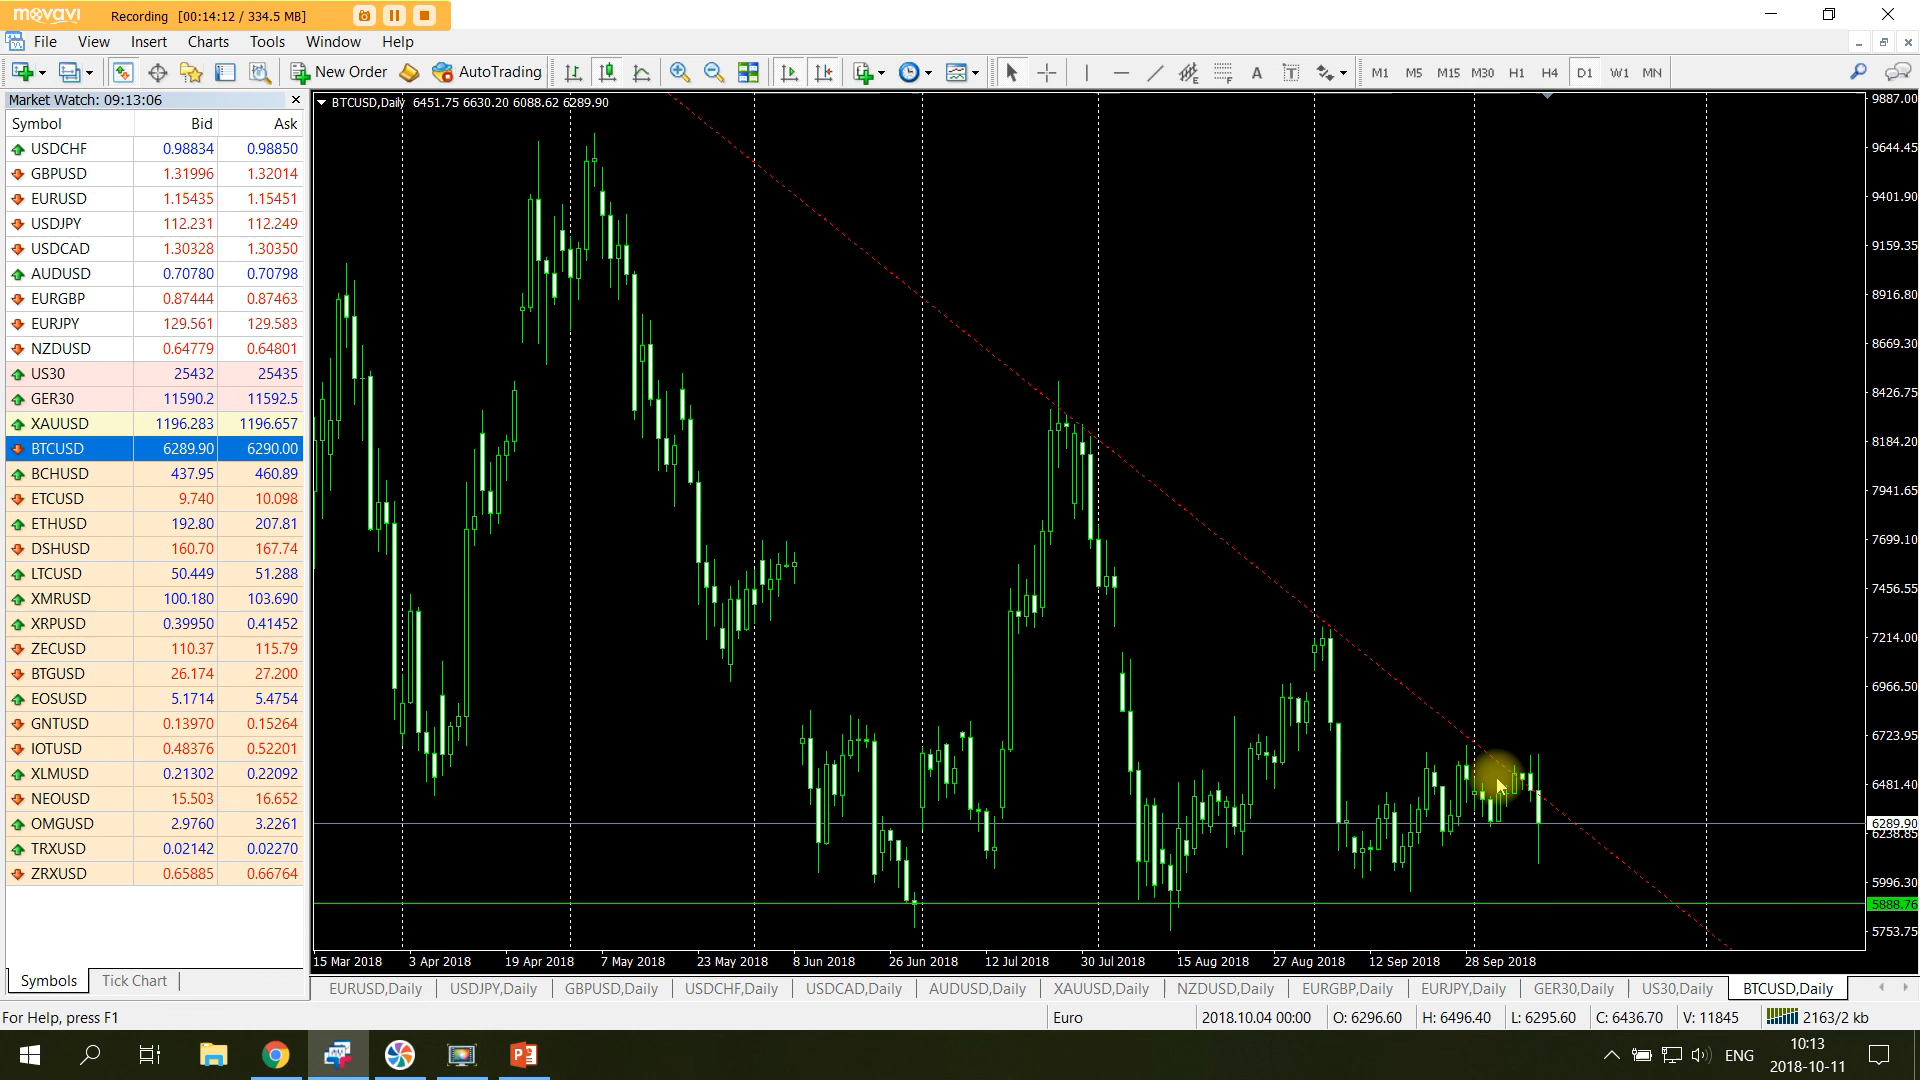 movavi Recording [00:14:12 / 334.5 MB]
File View Insert Charts Tools Window Help
New Order AutoTrading M1 M5 M15 M30 H1 H4 D1 W1 MN
Market Watch: 09:13:06
Symbol Bid Ask
USDCHF 0.98834 0.98850
GBPUSD 1.31996 1.32014
EURUSD 1.15435 1.15451
USDJPY 112.231 112.249
USDCAD 1.30328 1.30350
AUDUSD 0.70780 0.70798
EURGBP 0.87444 0.87463
EURJPY 129.561 129.583
NZDUSD 0.64779 0.64801
US30 25432 25435
GER30 11590.2 11592.5
XAUUSD 1196.283 1196.657
BTCUSD 6289.90 6290.00
BCHUSD 437.95 460.89
ETCUSD 9.740 10.098
ETHUSD 192.80 207.81
DSHUSD 160.70 167.74
LTCUSD 50.449 51.288
XMRUSD 100.180 103.690
XRPUSD 0.39950 0.41452
ZECUSD 110.37 115.79
BTGUSD 26.174 27.200
EOSUSD 5.1714 5.4754
GNTUSD 0.13970 0.15264
IOTUSD 0.48376 0.52201
XLMUSD 0.21302 0.22092
NEOUSD 15.503 16.652
OMGUSD 2.9760 3.2261
TRXUSD 0.02142 0.02270
ZRXUSD 0.65885 0.66764
Symbols Tick Chart
BTCUSD,Daily 6451.75 6630.20 6088.62 6289.90
9887.00
9644.45
9401.90
9159.35
8916.80
8669.30
8426.75
8184.20
7941.65
7699.10
7456.55
7214.00
6966.50
6723.95
6481.40
6289.90
6238.85
5996.30
5888.76
5753.75
15 Mar 2018 3 Apr 2018 19 Apr 2018 7 May 2018 23 May 2018 8 Jun 2018 26 Jun 2018 12 Jul 2018 30 Jul 2018 15 Aug 2018 27 Aug 2018 12 Sep 2018 28 Sep 2018
EURUSD,Daily USDJPY,Daily GBPUSD,Daily USDCHF,Daily USDCAD,Daily AUDUSD,Daily XAUUSD,Daily NZDUSD,Daily EURGBP,Daily EURJPY,Daily GER30,Daily US30,Daily BTCUSD,Daily
For Help, press F1 Euro 2018.10.04 00:00 O: 6296.60 H: 6496.40 L: 6295.60 C: 6436.70 V: 11845 2163/2 kb
ENG
10:13
2018-10-11